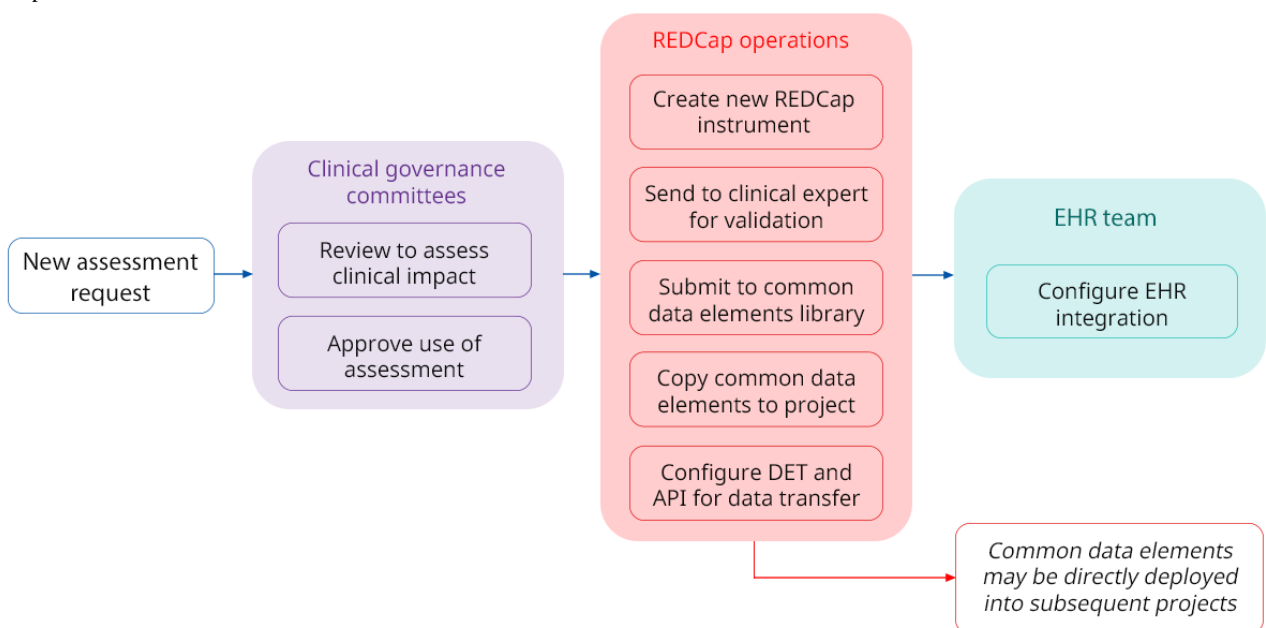 New assessment
request
Clinical governance
committees
Review to assess
clinical impact
Approve use of
assessment
REDCap operations
Create new REDCap
instrument
Send to clinical expert
for validation
Submit to common
data elements library
Copy common data
elements to project
Configure DET and
API for data transfer
EHR team
Configure EHR
integration
Common data elements
may be directly deployed
into subsequent projects